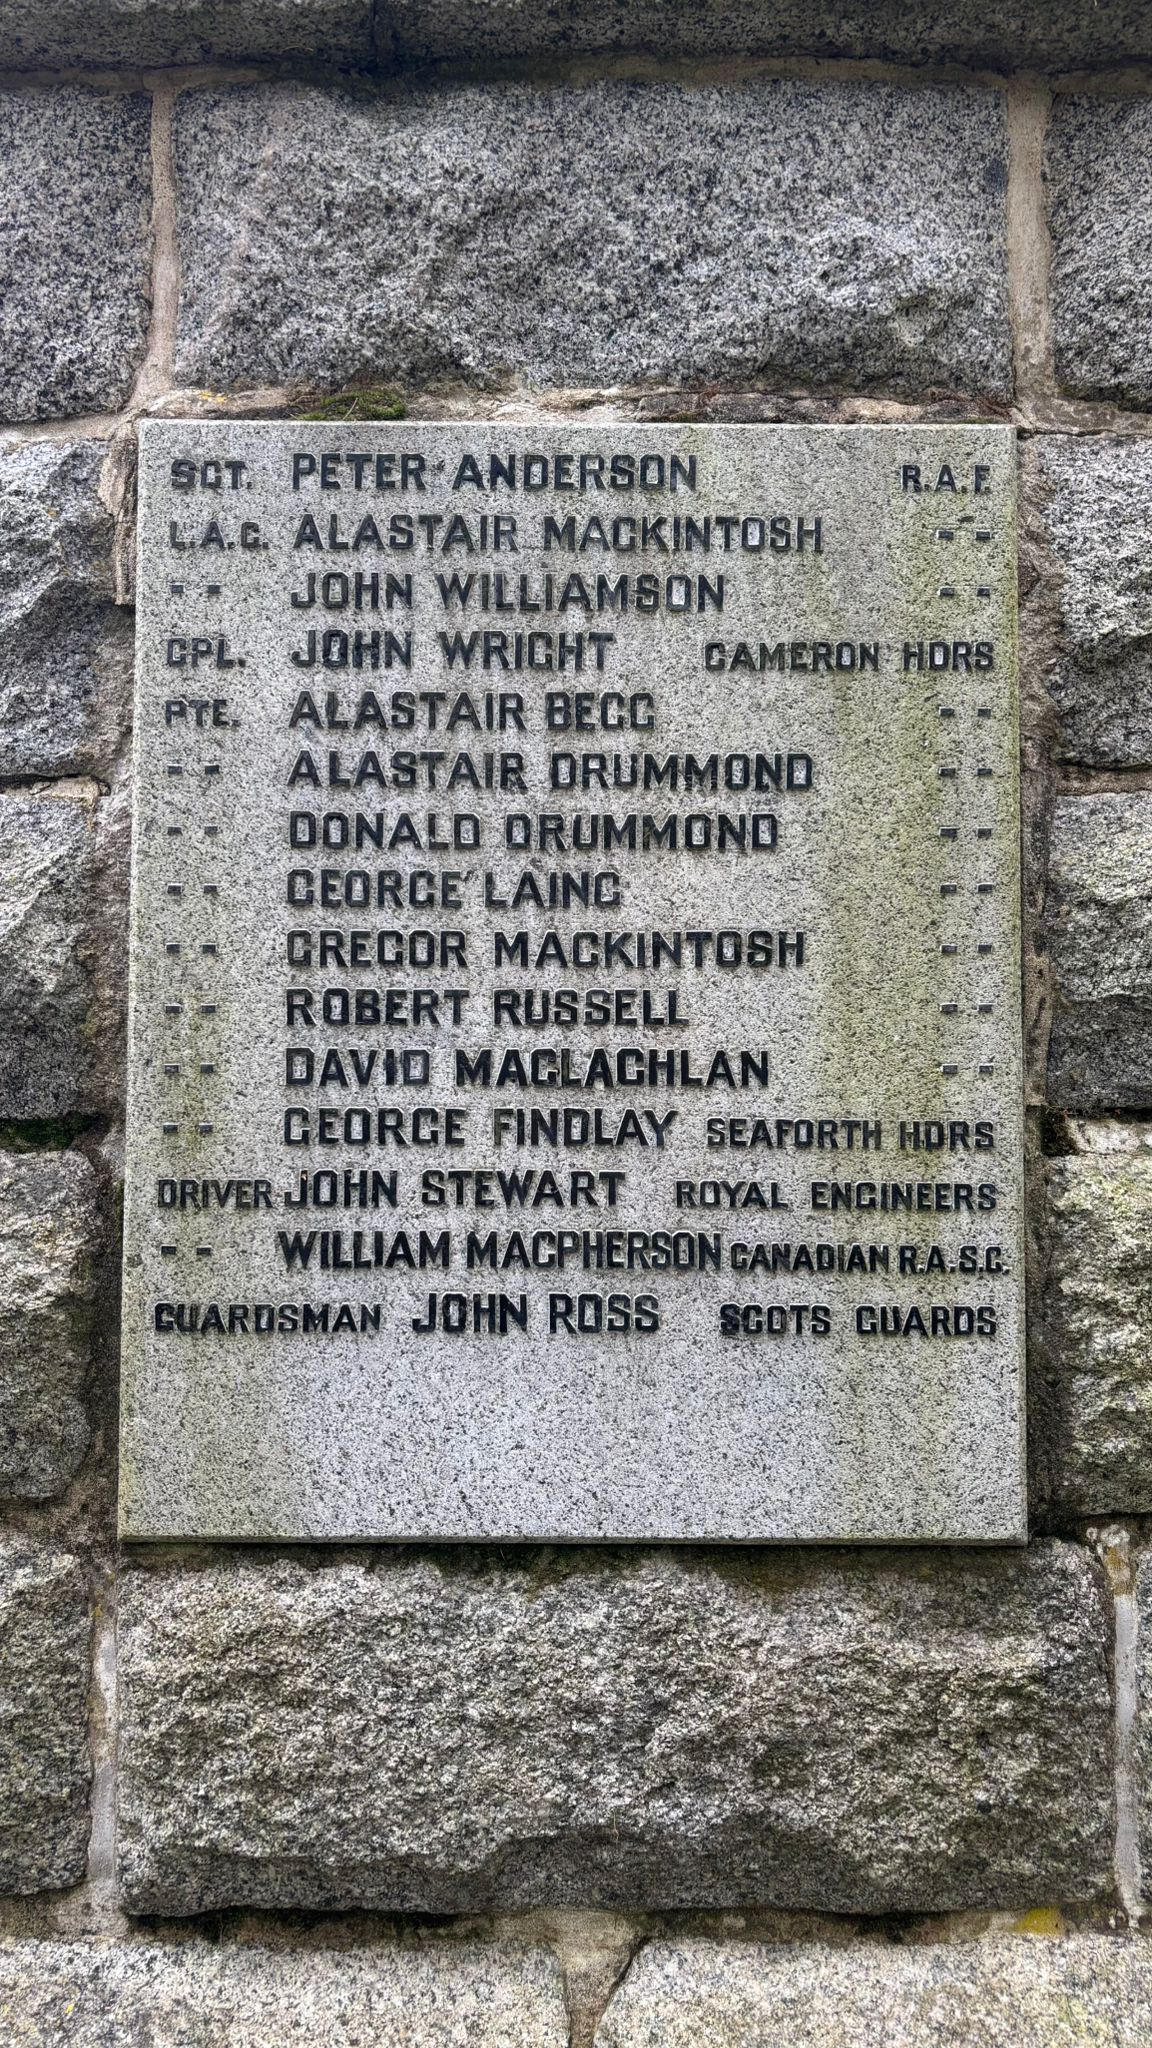 SGT. PETER ANDERSON R.A.F.
L.A.C. ALASTAIR MACKINTOSH - -
- - JOHN WILLIAMSON - -
CPL. JOHN WRIGHT CAMERON HDRS
PTE. ALASTAIR BEGG - -
- - ALASTAIR DRUMMOND - -
- - DONALD DRUMMOND - -
- - GEORGE LAING - -
- - GREGOR MACKINTOSH - -
- - ROBERT RUSSELL - -
- - DAVID MACLACHLAN - -
- - GEORGE FINDLAY SEAFORTH HDRS
DRIVER JOHN STEWART ROYAL ENGINEERS
- - WILLIAM MACPHERSON CANADIAN R.A.S.C.
GUARDSMAN JOHN ROSS SCOTS GUARDS